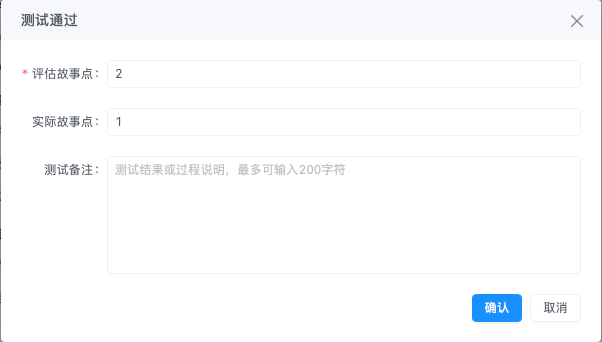 测试通过
* 评估故事点： 2
实际故事点： 1
测试备注： 测试结果或过程说明，最多可输入200字符
确认 取消